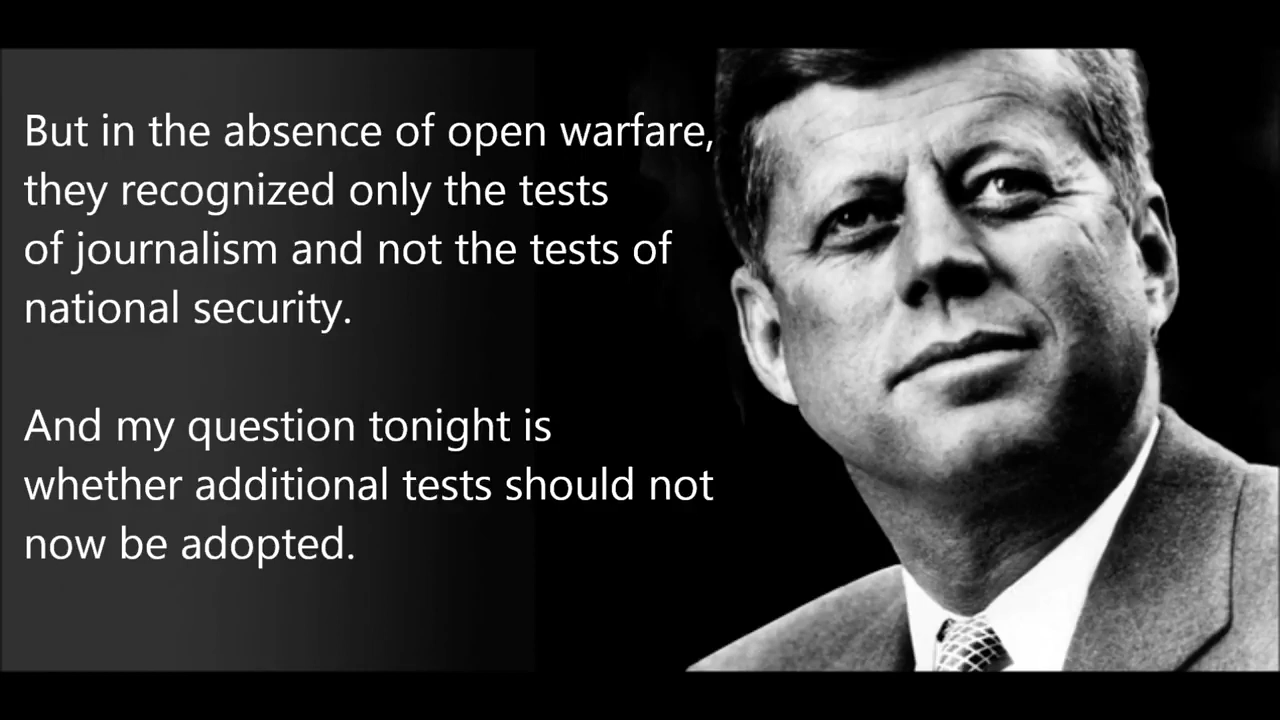 But in the absence of open warfare,
they recognized only the tests
of journalism and not the tests of
national security.
And my question tonight is
whether additional tests should not
now be adopted.